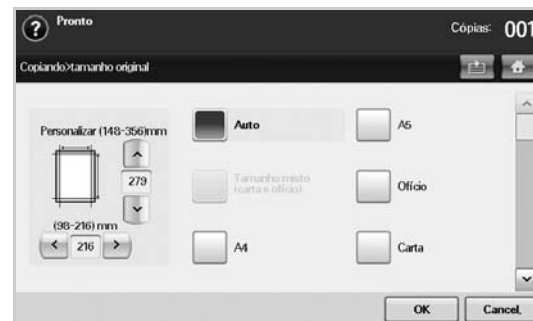 ? Pronto
Cópias: 001
Copiando>tamanho original
Personalizar (148-356)mm
279
(98-216) mm
216
Auto
A5
Tamanho misto
(carta e ofício)
Ofício
A4
Carta
OK
Cancel.